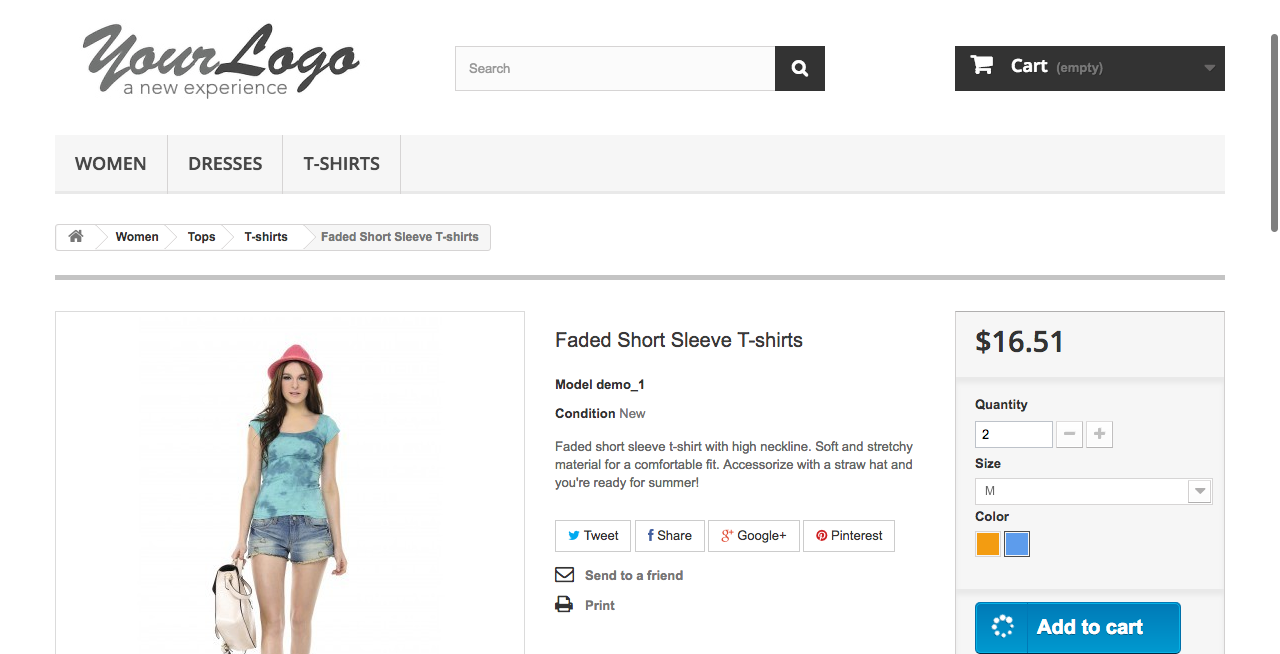 YourLogo
a new experience
Search
Cart (empty)
WOMEN DRESSES T-SHIRTS
Women Tops T-shirts Faded Short Sleeve T-shirts
Faded Short Sleeve T-shirts
Model demo_1
Condition New
Faded short sleeve t-shirt with high neckline. Soft and stretchy
material for a comfortable fit. Accessorize with a straw hat and
you're ready for summer!
Tweet Share Google+ Pinterest
Send to a friend
Print
$16.51
Quantity
2
Size
M
Color
Add to cart